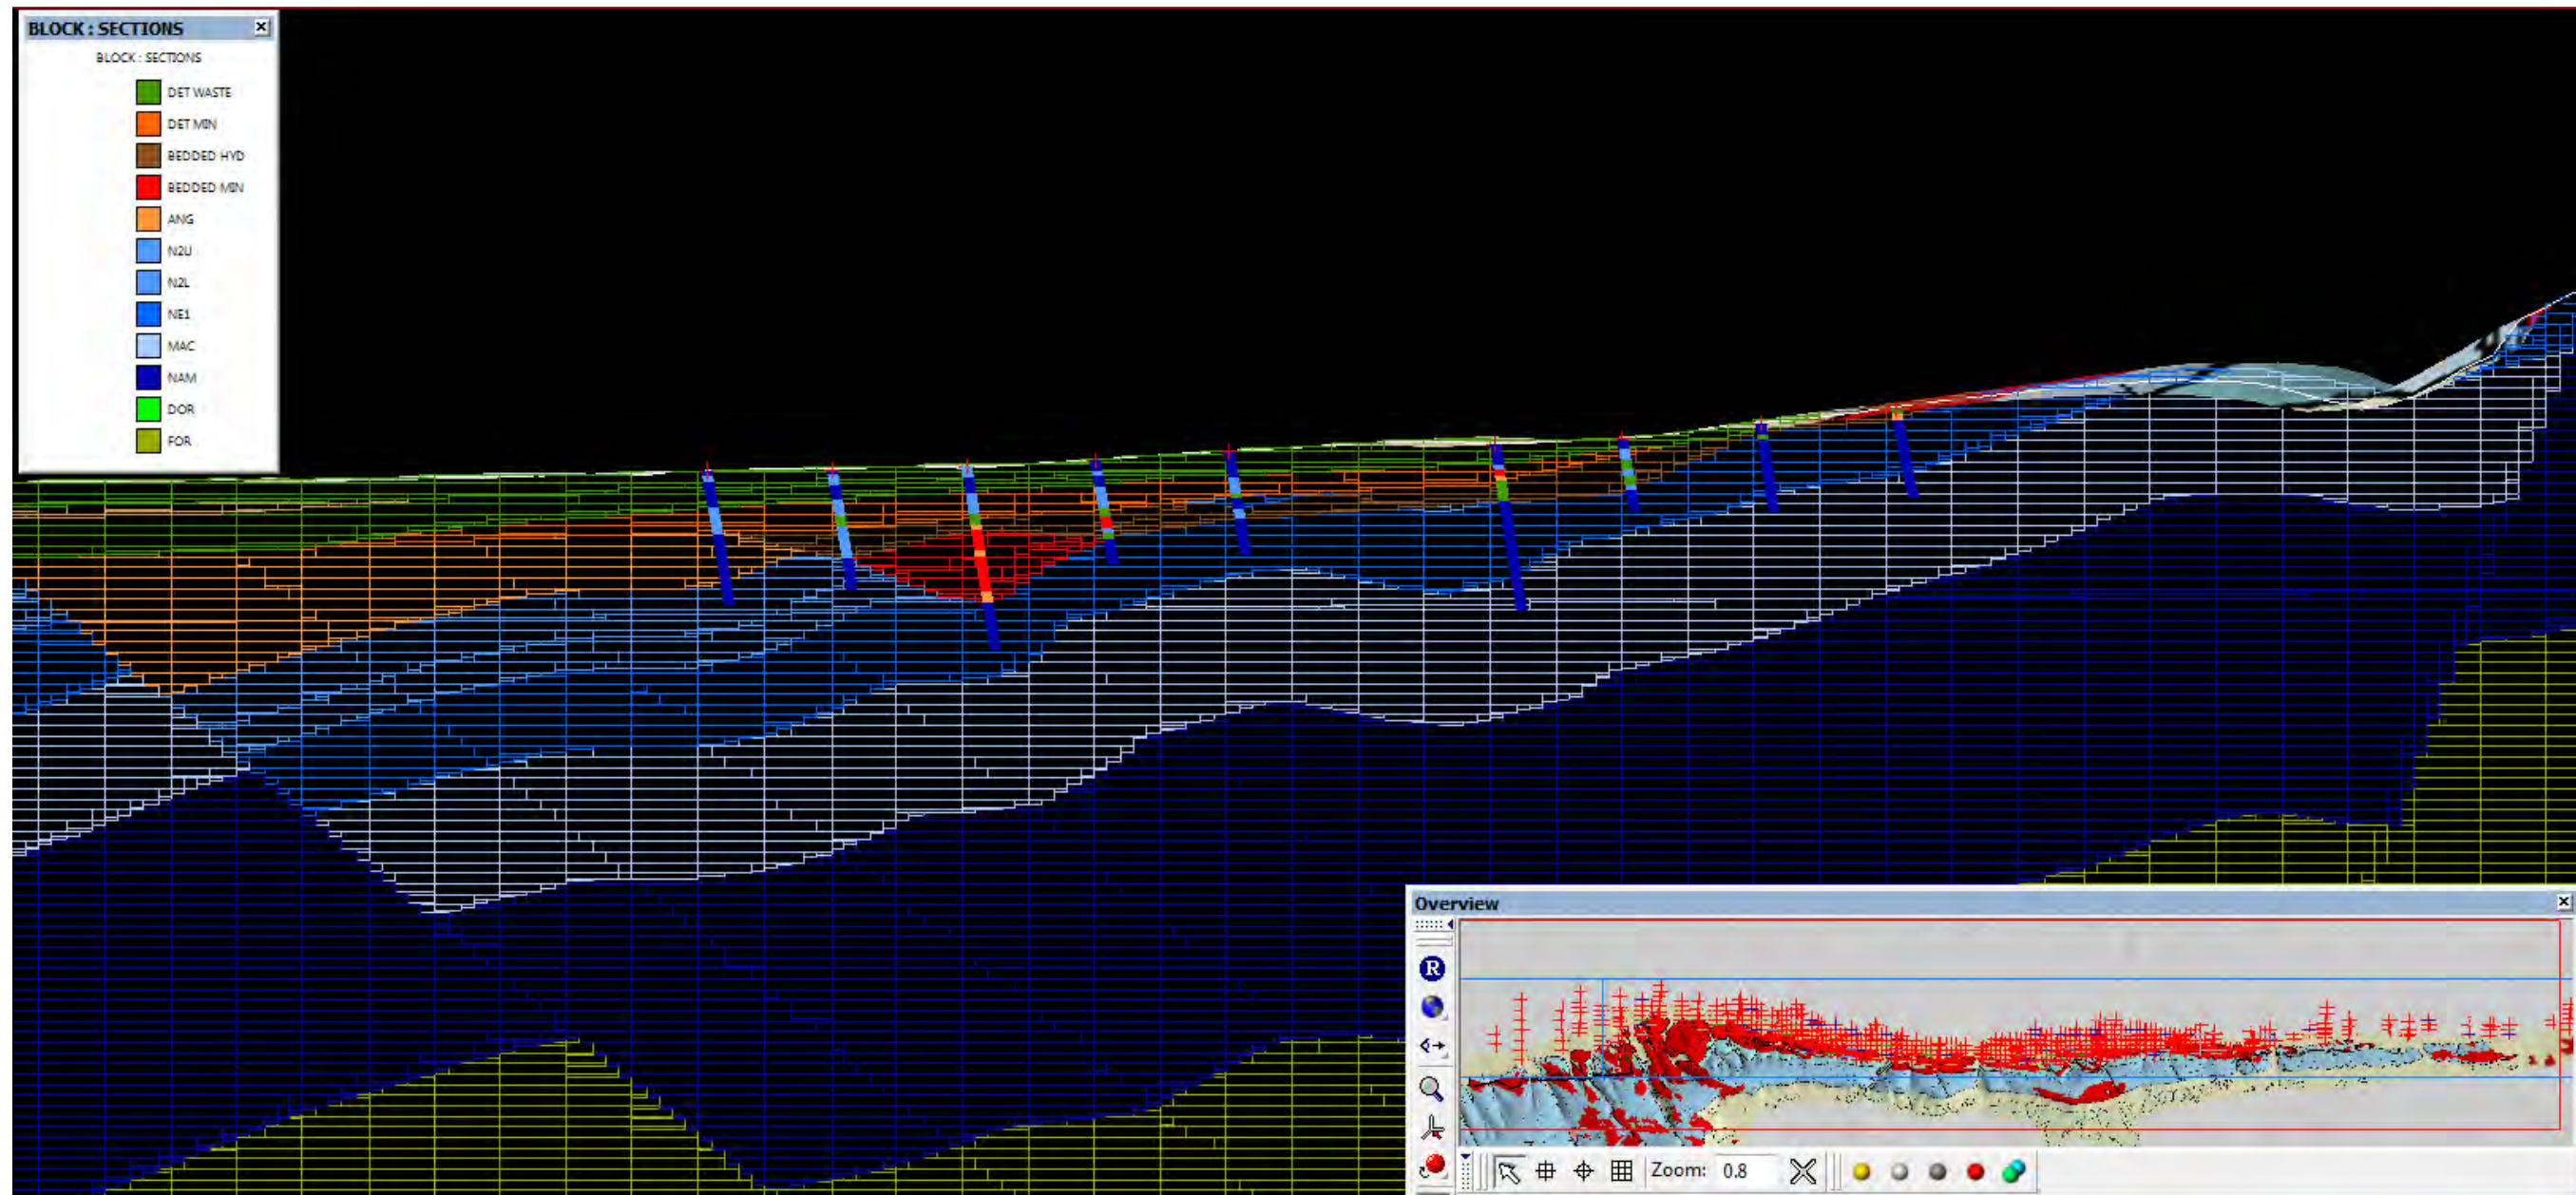 BLOCK : SECTIONS
BLOCK : SECTIONS
DET WASTE
DET MIN
BEDDED HYD
BEDDED MIN
ANG
N2U
N2L
NE1
MAC
NAM
DOR
FOR
Overview
R
Zoom: 0.8